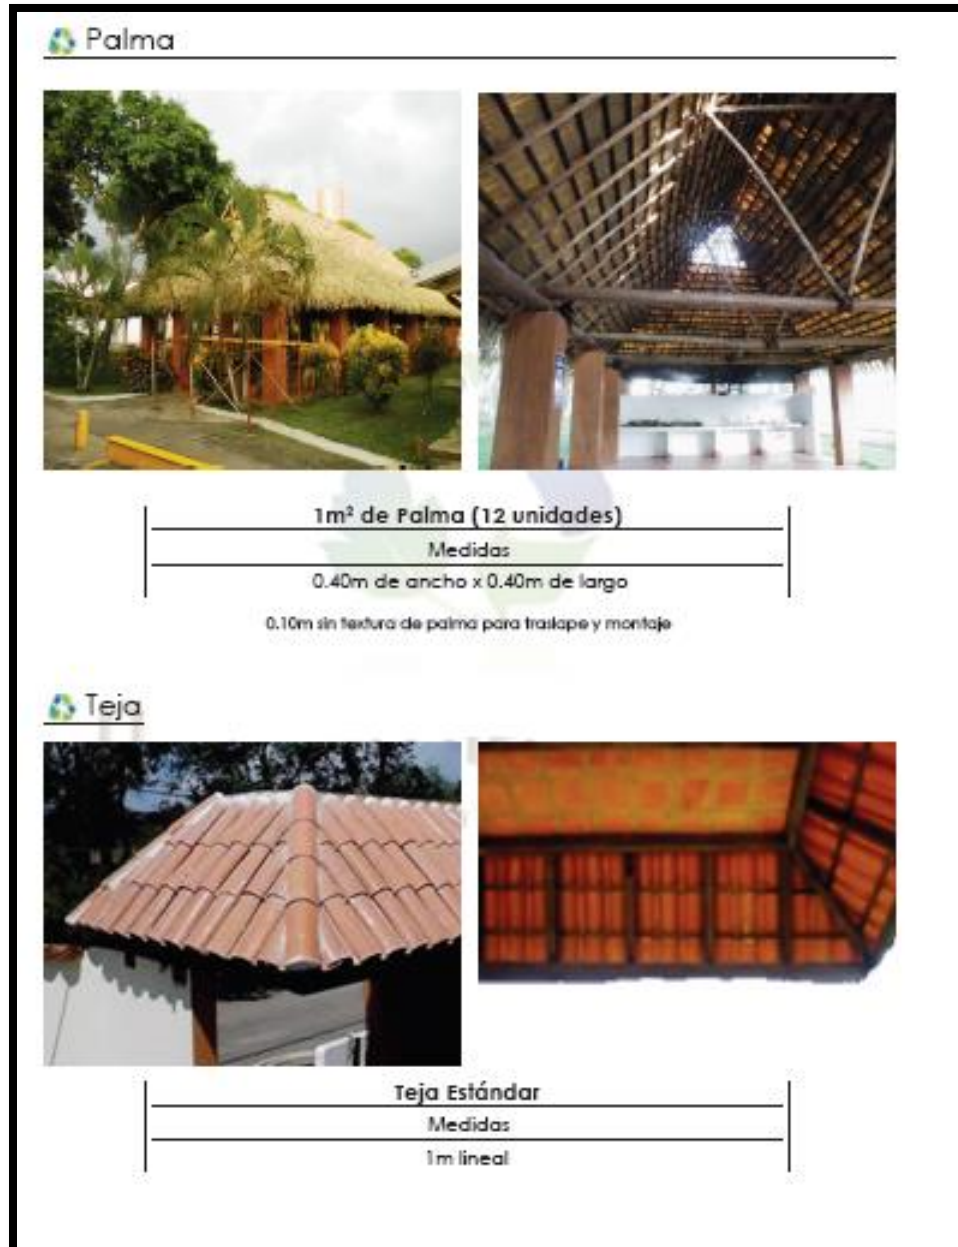 Palma
1m² de Palma (12 unidades)
Medidas
0.40m de ancho x 0.40m de largo
0.10m sin textura de palma para traslape y montaje
Teja
Teja Estándar
Medidas
1m lineal